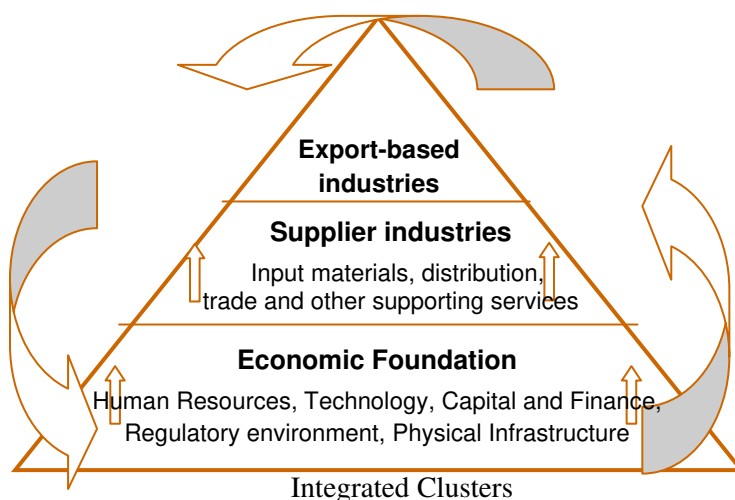 Export-based
industries
Supplier industries
Input materials, distribution,
trade and other supporting services
Economic Foundation
Human Resources, Technology, Capital and Finance,
Regulatory environment, Physical Infrastructure
Integrated Clusters